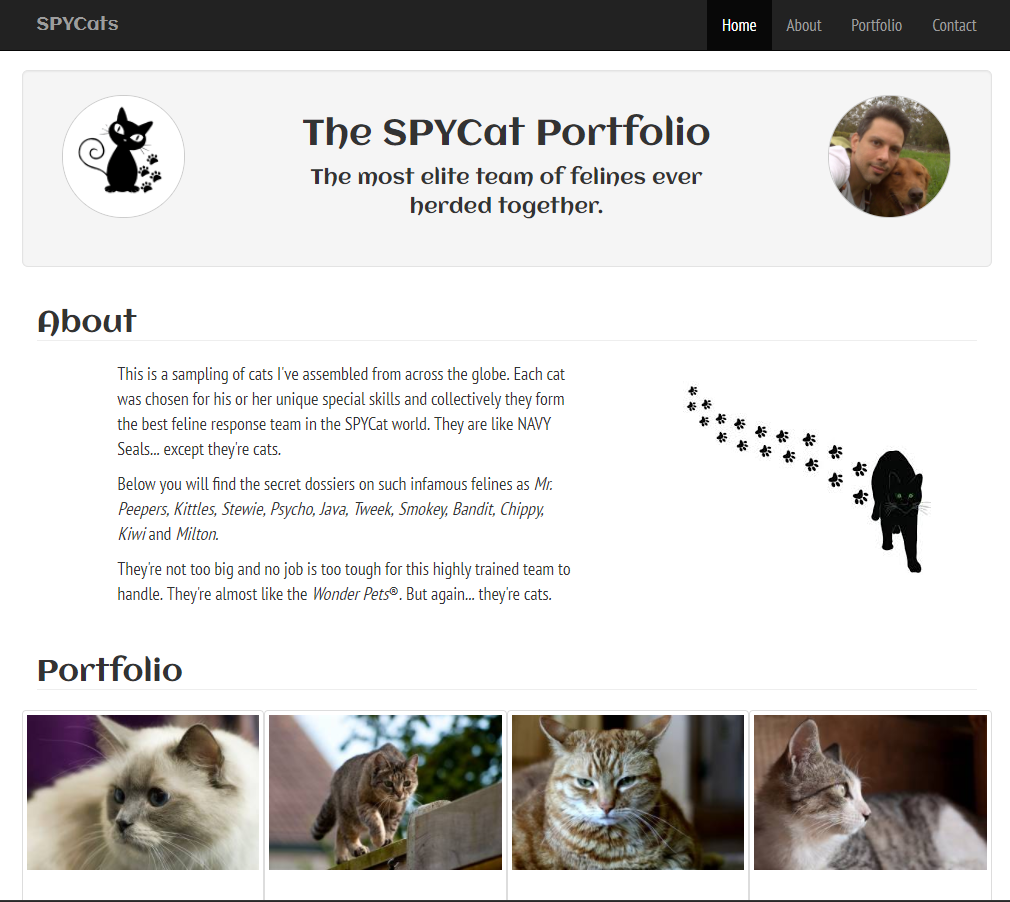 SPYCats
Home About Portfolio Contact
The SPYCat Portfolio
The most elite team of felines ever
herded together.
About
This is a sampling of cats I've assembled from across the globe. Each cat
was chosen for his or her unique special skills and collectively they form
the best feline response team in the SPYCat world. They are like NAVY
Seals... except they're cats.
Below you will find the secret dossiers on such infamous felines as Mr.
Peepers, Kittles, Stewie, Psycho, Java, Tweek, Smokey, Bandit, Chippy,
Kiwi and Milton.
They're not too big and no job is too tough for this highly trained team to
handle. They're almost like the Wonder Pets®. But again... they're cats.
Portfolio